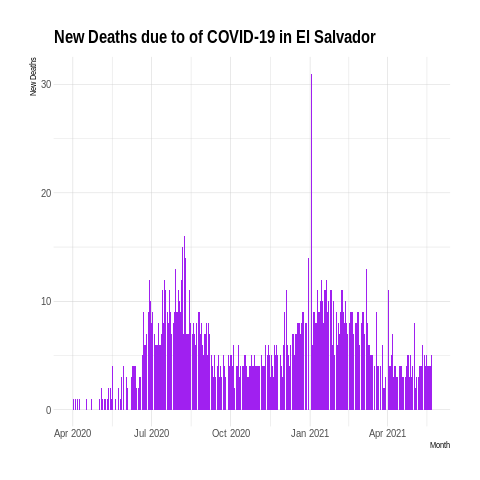 New Deaths due to of COVID-19 in El Salvador
New Deaths
30
20
10
0
Apr 2020 Jul 2020 Oct 2020 Jan 2021 Apr 2021
Month